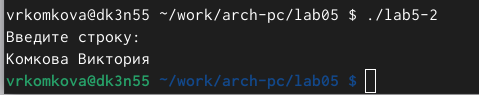 vrkomkova@dk3n55 ~/work/arch-pc/lab05 $ ./lab5-2
Введите строку:
Комкова Виктория
vrkomkova@dk3n55 ~/work/arch-pc/lab05 $